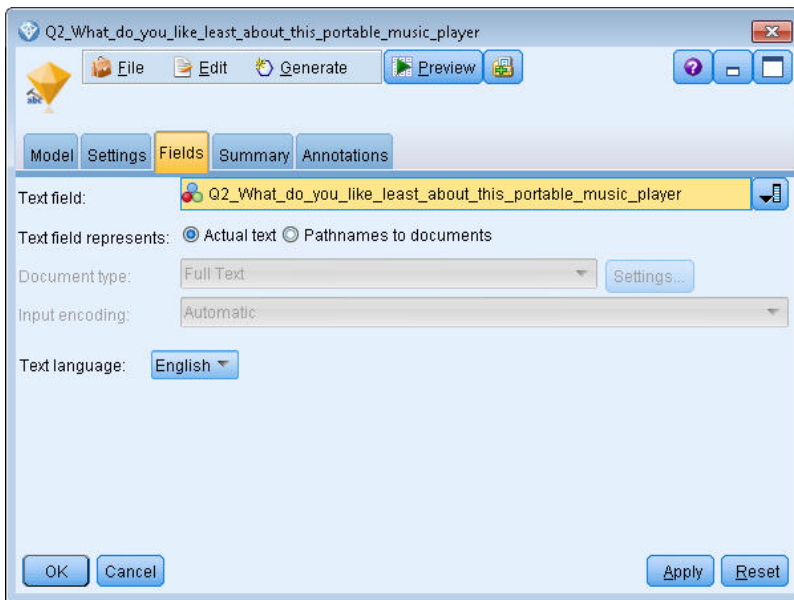 Q2_What_do_you_like_least_about_this_portable_music_player
File Edit Generate Preview
abc
Model Settings Fields Summary Annotations
Text field: Q2_What_do_you_like_least_about_this_portable_music_player
Text field represents: Actual text Pathnames to documents
Document type: Full Text Settings...
Input encoding: Automatic
Text language: English
OK Cancel Apply Reset